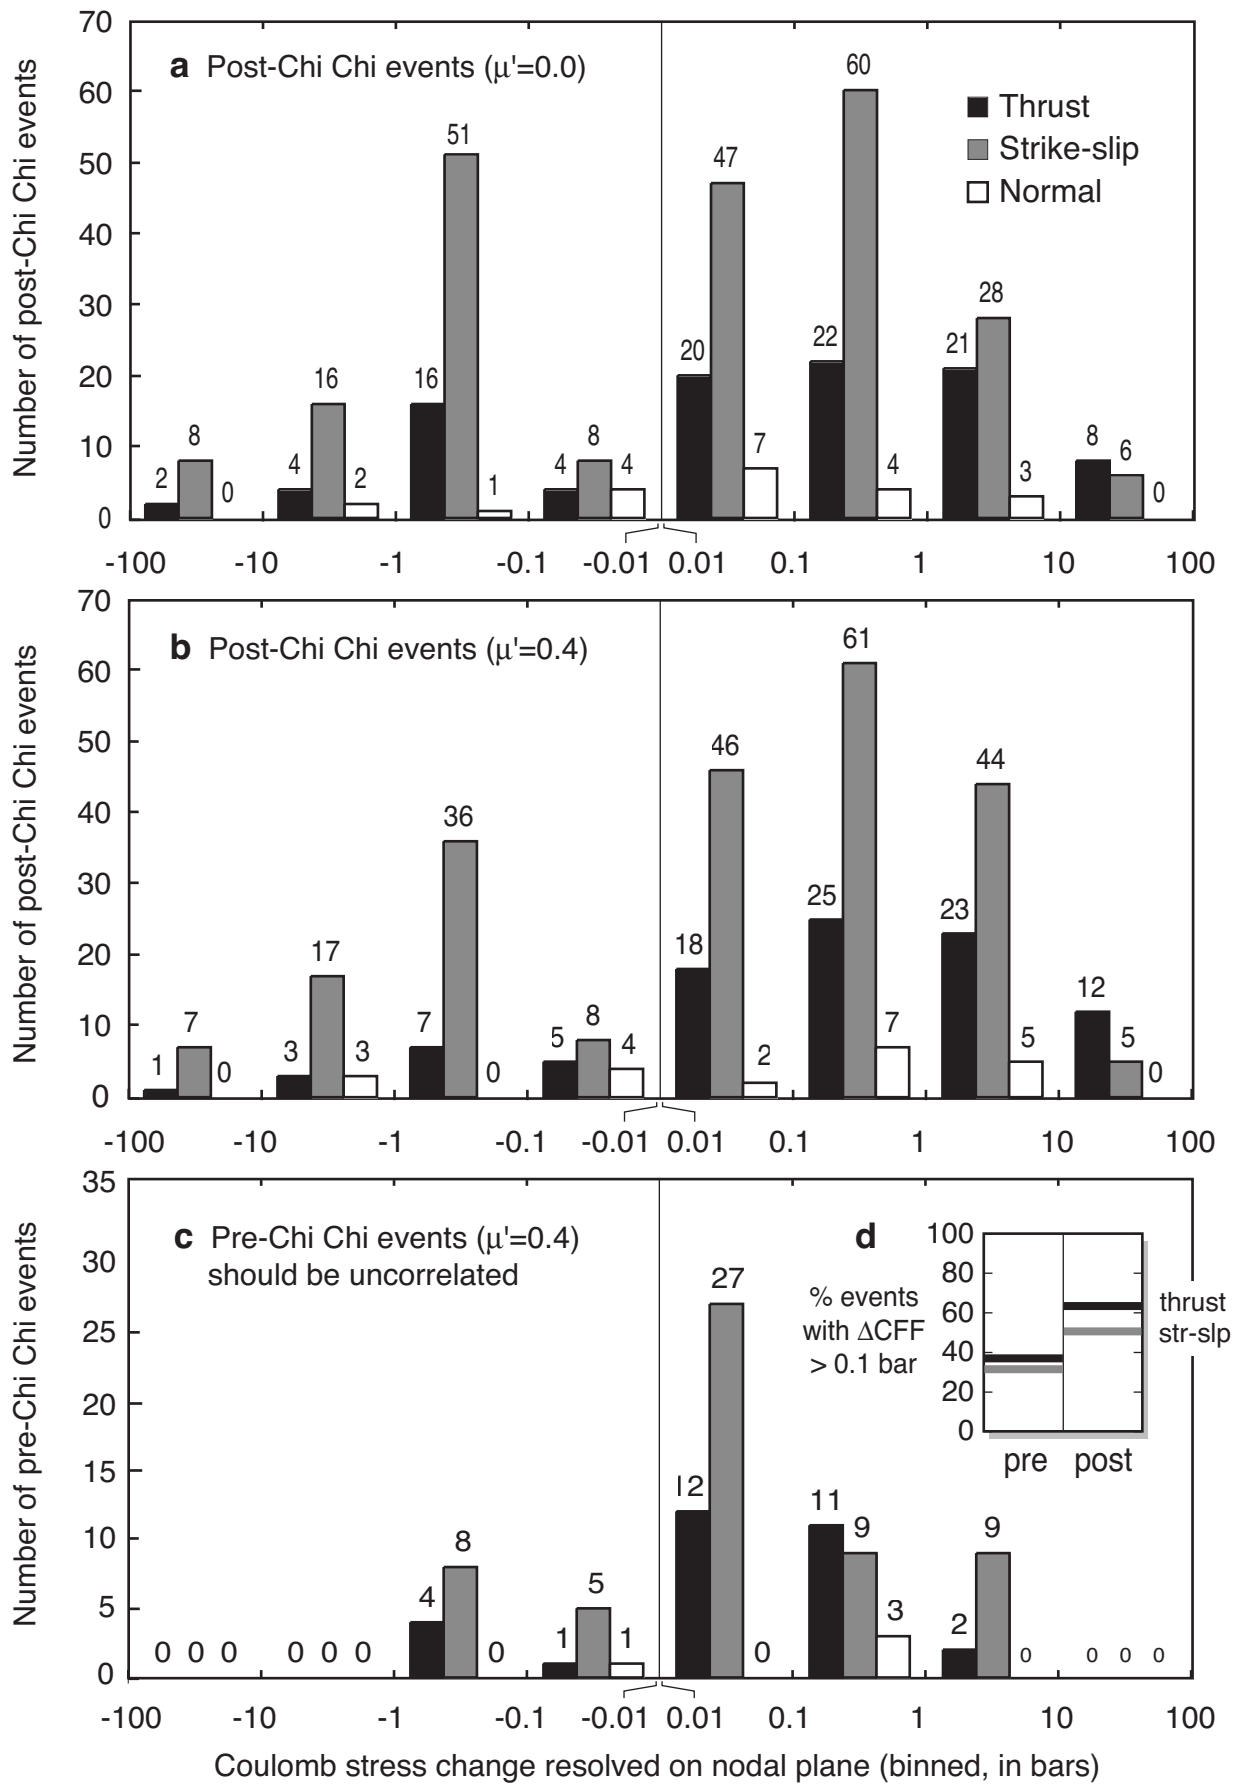 Number of post-Chi Chi events
70
60
50
40
30
20
10
0
a Post-Chi Chi events (μ'=0.0)
Thrust
Strike-slip
Normal
2 8 0
4 16 2
16 51 1
4 8 4
20 47 7
22 60 4
21 28 3
8 6 0
-100 -10 -1 -0.1 -0.01 0.01 0.1 1 10 100
Number of post-Chi Chi events
70
60
50
40
30
20
10
0
b Post-Chi Chi events (μ'=0.4)
1 7 0
3 17 3
7 36 0
5 8 4
18 46 2
25 61 7
23 44 5
12 5 0
-100 -10 -1 -0.1 -0.01 0.01 0.1 1 10 100
Number of pre-Chi Chi events
35
30
25
20
15
10
5
0
c Pre-Chi Chi events (μ'=0.4)
should be uncorrelated
0 0 0
0 0 0
4 8 0
1 5 1
12 27 0
11 9 3
2 9 0
0 0 0
d
% events
with ΔCFF
> 0.1 bar
100
80
60
40
20
0
thrust
str-slp
pre post
-100 -10 -1 -0.1 -0.01 0.01 0.1 1 10 100
Coulomb stress change resolved on nodal plane (binned, in bars)